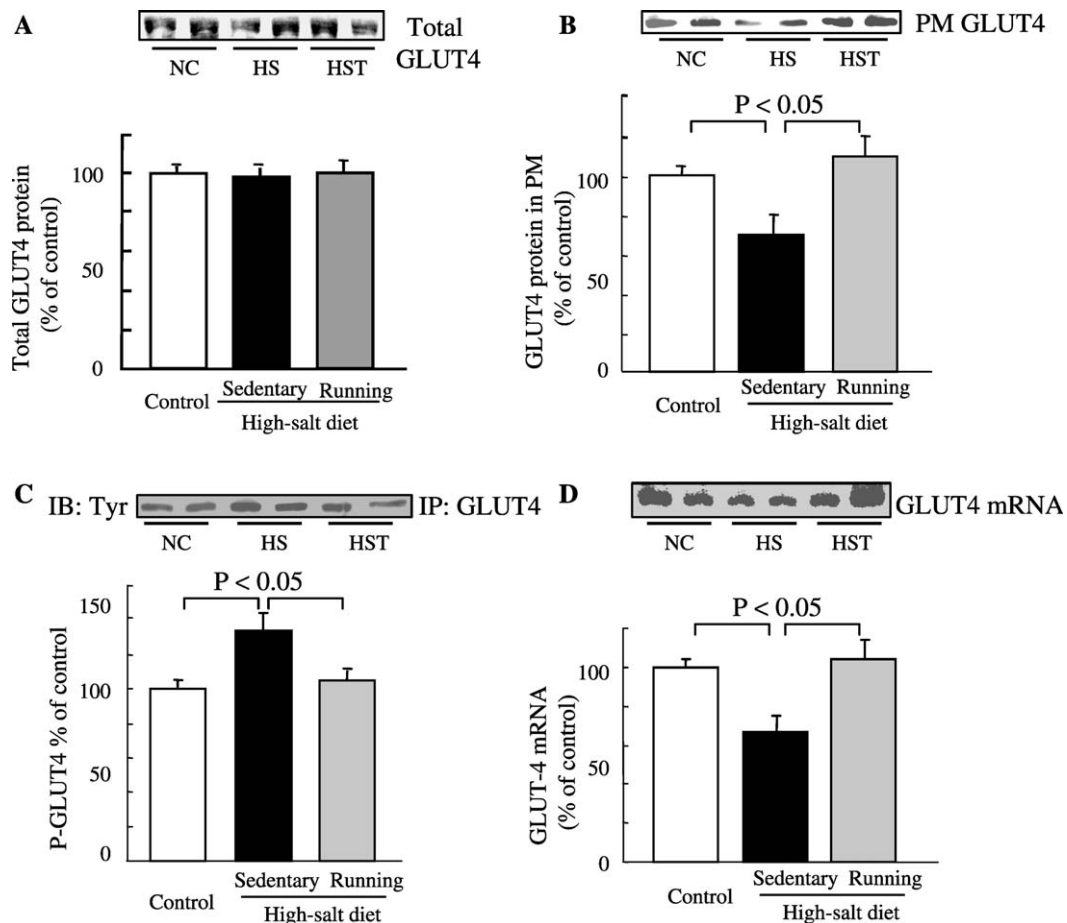 A
Total
GLUT4
NC HS HST
Total GLUT4 protein
(% of control)
100
50
0
Control
Sedentary Running
High-salt diet
B
PM GLUT4
NC HS HST
P < 0.05
GLUT4 protein in PM
(% of control)
100
50
0
Control
Sedentary Running
High-salt diet
C
IB: Tyr
IP: GLUT4
NC HS HST
P < 0.05
P-GLUT4 % of control
150
100
50
0
Control
Sedentary Running
High-salt diet
D
GLUT4 mRNA
NC HS HST
P < 0.05
GLUT-4 mRNA
(% of control)
100
50
0
Control
Sedentary Running
High-salt diet